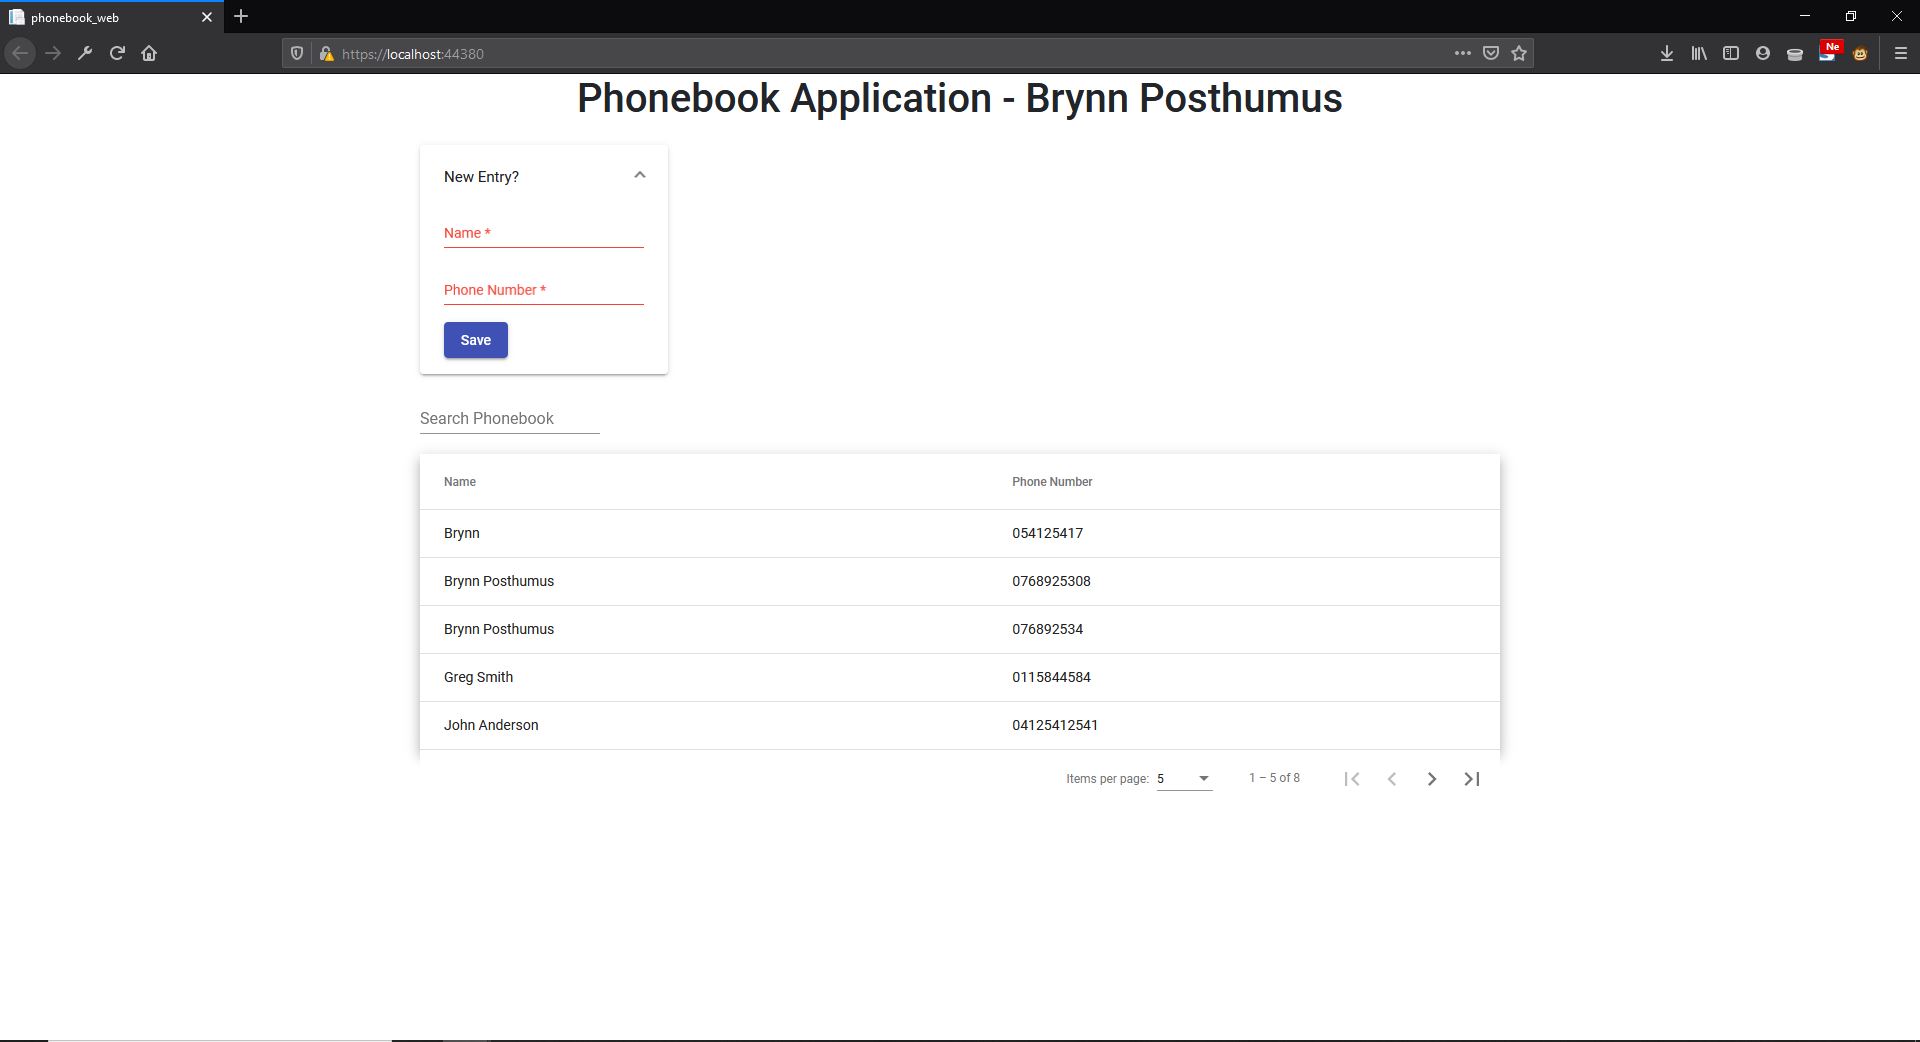 phonebook_web
https://localhost:44380
Ne
Phonebook Application - Brynn Posthumus
New Entry?
Name *
Phone Number *
Save
Search Phonebook
Name Phone Number
Brynn 054125417
Brynn Posthumus 0768925308
Brynn Posthumus 076892534
Greg Smith 0115844584
John Anderson 04125412541
Items per page: 5 1 – 5 of 8